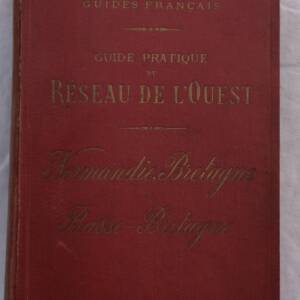 GUIDES FRANÇAIS
GUIDE PRATIQUE
DU
RÉSEAU DE L'OUEST
Normandie, Bretagne
Basse-Bretagne